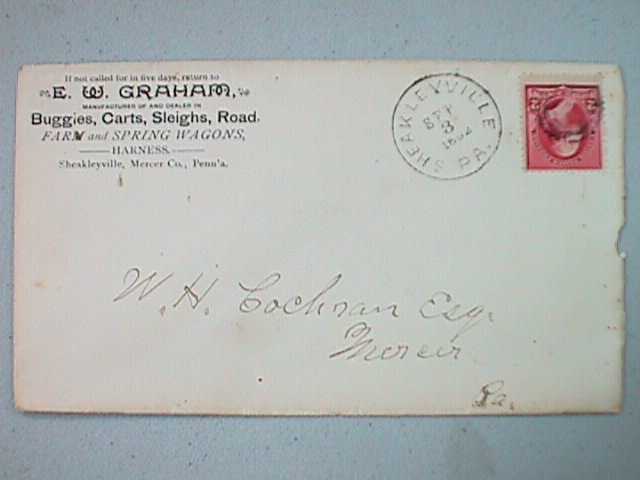 If not called for in five days, return to
E. W. GRAHAM,
MANUFACTURER OF AND DEALER IN
Buggies, Carts, Sleighs, Road,
FARM and SPRING WAGONS,
HARNESS.
Sheakleyville, Mercer Co., Penn'a.
SHEAKLEYVILLE PA.
SEP
3
W. H. Cochran Esq.
Mercer
Pa.